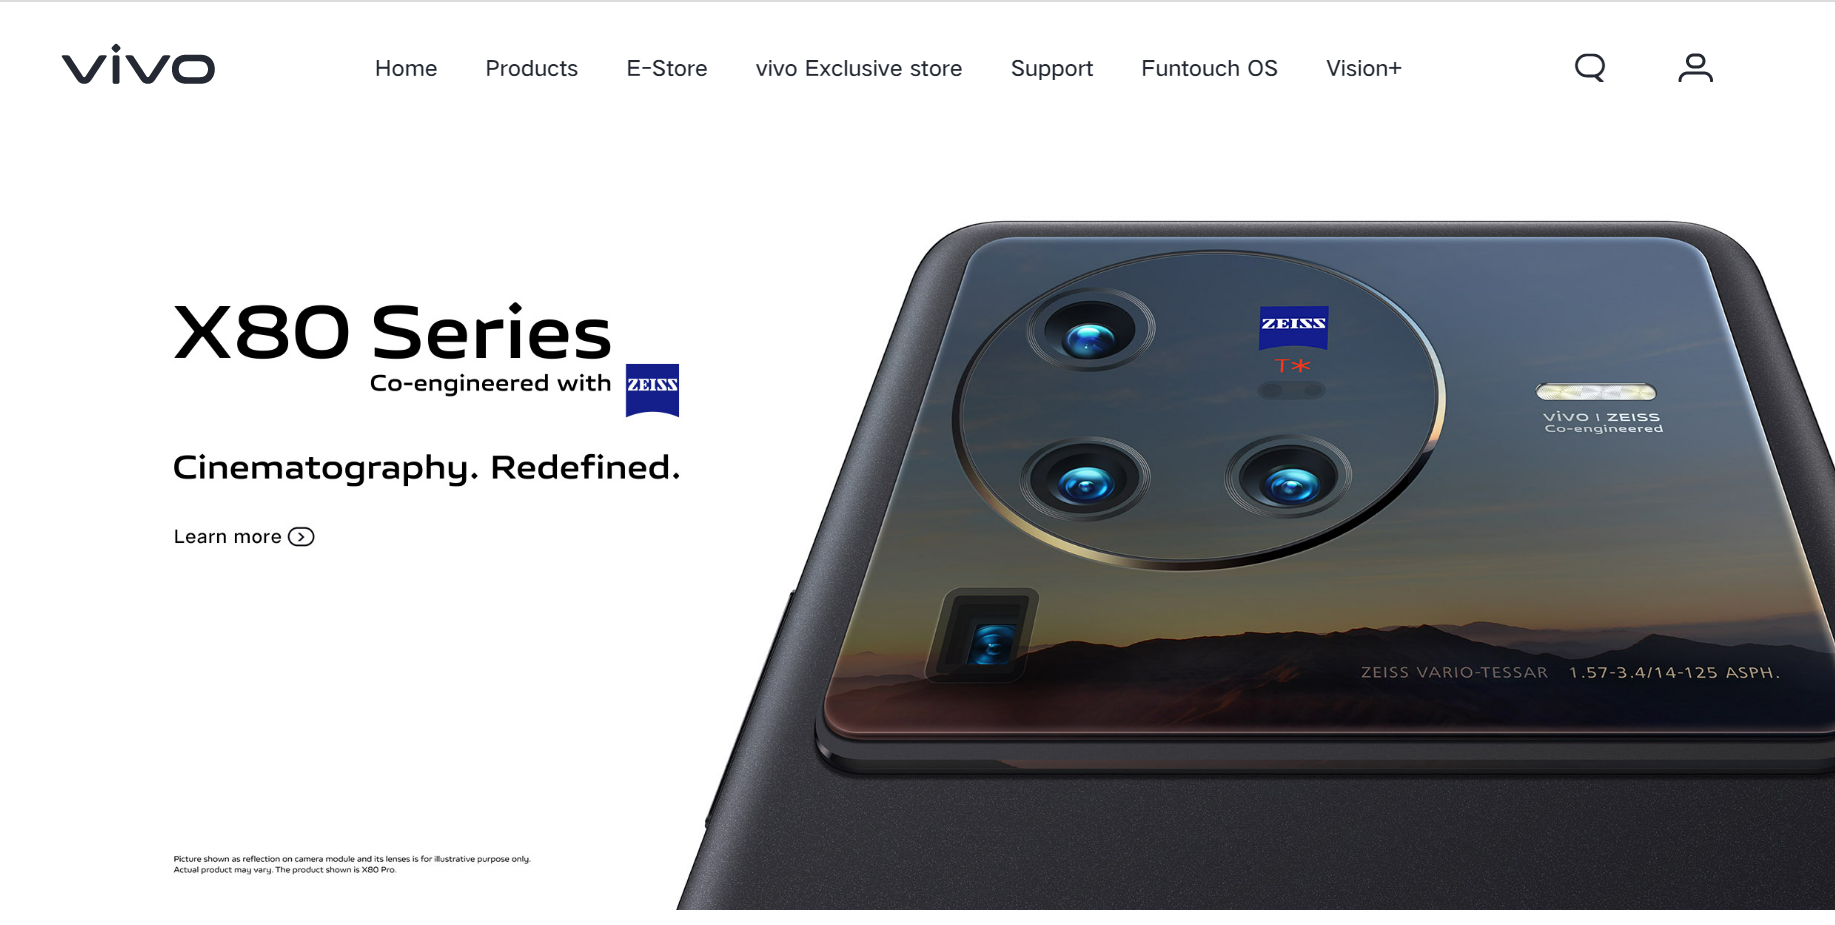 vivo
Home Products E-Store vivo Exclusive store Support Funtouch OS Vision+
X80 Series
Co-engineered with ZEISS
Cinematography. Redefined.
Learn more
ZEISS
T*
vivo | ZEISS
Co-engineered
ZEISS VARIO-TESSAR 1.57-3.4/14-125 ASPH.
Picture shown as reflection on camera module and its lenses is for illustrative purpose only.
Actual product may vary. The product shown is X80 Pro.